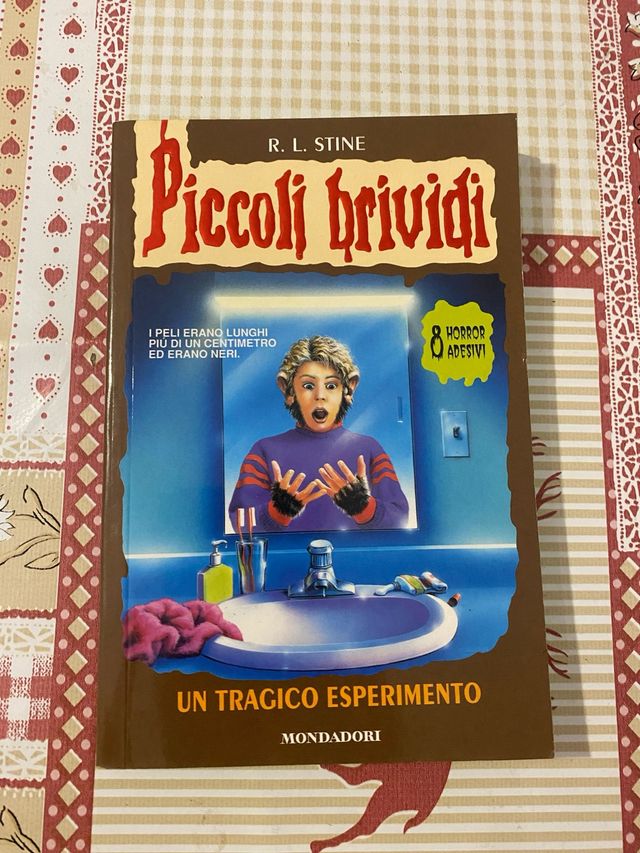 R. L. STINE
Piccoli brividi
I PELI ERANO LUNGHI
PIÚ DI UN CENTIMETRO
ED ERANO NERI.
8 HORROR
ADESIVI
UN TRAGICO ESPERIMENTO
MONDADORI